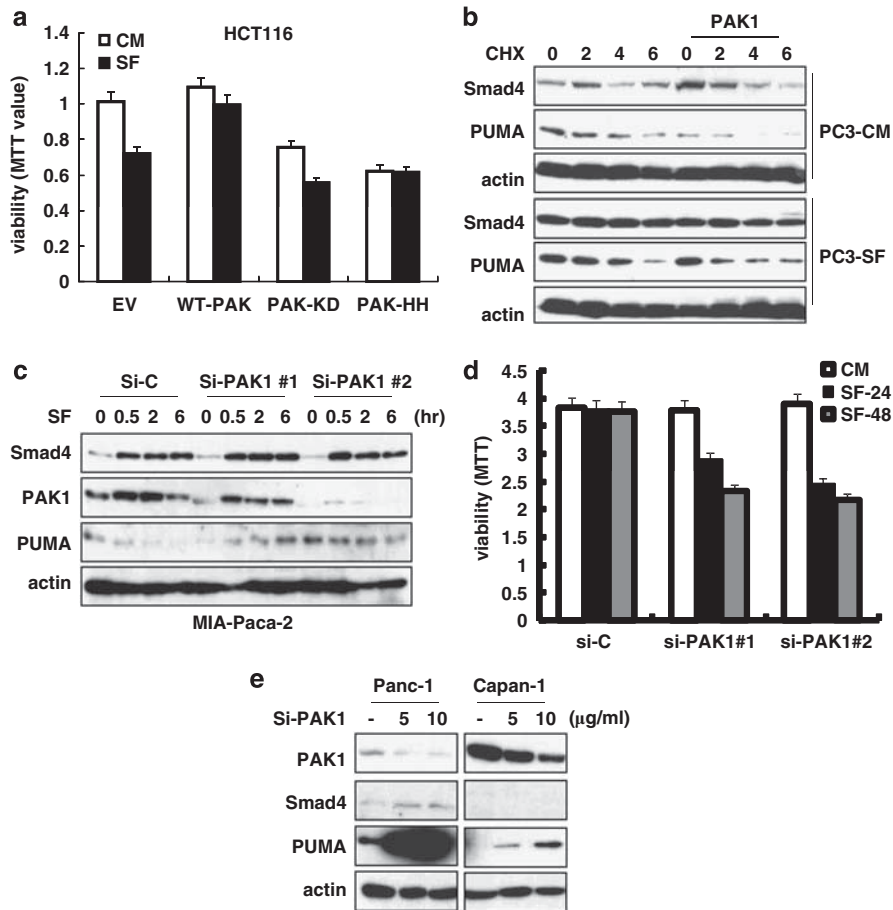 a
HCT116
CM
SF
viability (MTT value)
1.4
1.2
1
0.8
0.6
0.4
0.2
0
EV WT-PAK PAK-KD PAK-HH
b
PAK1
CHX 0 2 4 6 0 2 4 6
Smad4
PUMA
actin
PC3-CM
Smad4
PUMA
actin
PC3-SF
c
Si-C Si-PAK1 #1 Si-PAK1 #2
SF 0 0.5 2 6 0 0.5 2 6 0 0.5 2 6 (hr)
Smad4
PAK1
PUMA
actin
MIA-Paca-2
d
CM
SF-24
SF-48
viability (MTT)
4.5
4
3.5
3
2.5
2
1.5
1
0.5
0
si-C si-PAK1#1 si-PAK1#2
e
Panc-1 Capan-1
Si-PAK1 - 5 10 - 5 10 (μg/ml)
PAK1
Smad4
PUMA
actin